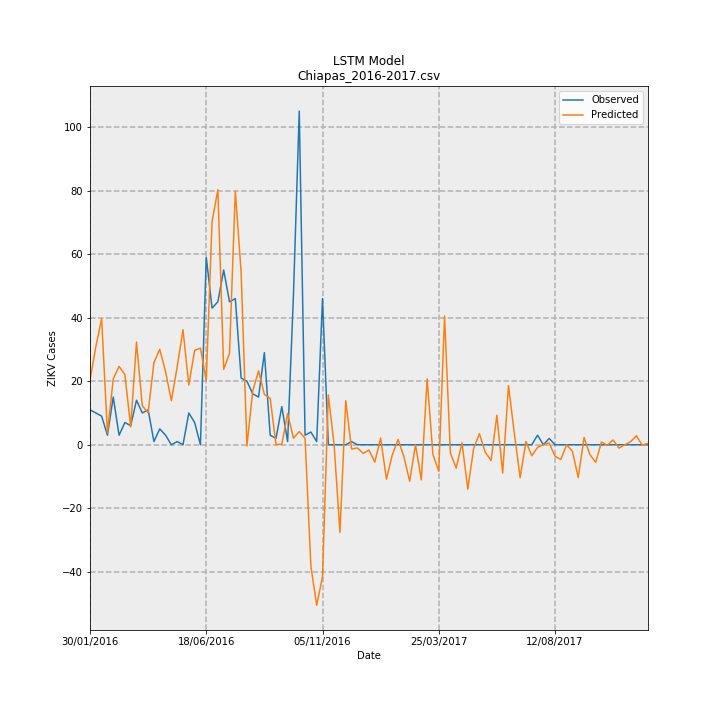 LSTM Model
Chiapas_2016-2017.csv
Observed
Predicted
100
80
60
40
20
0
−20
−40
ZIKV Cases
30/01/2016 18/06/2016 05/11/2016 25/03/2017 12/08/2017
Date